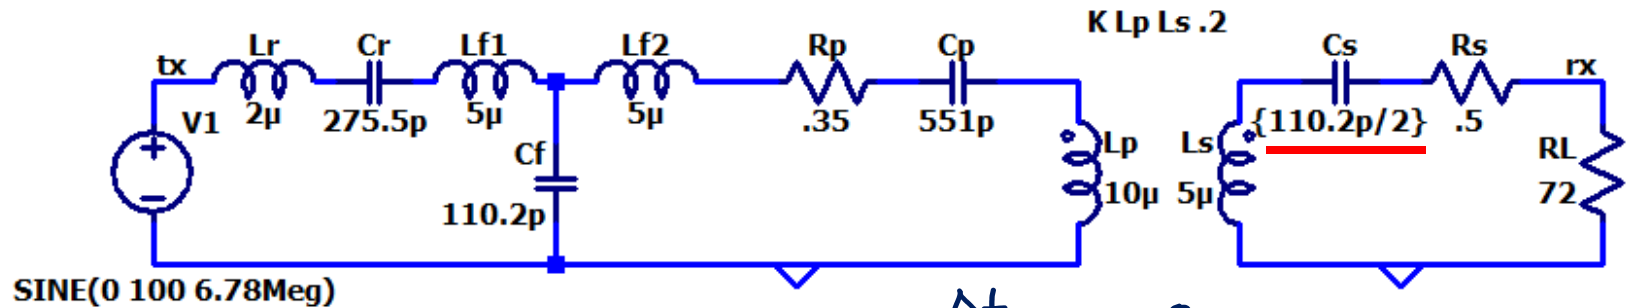 K Lp Ls .2
tx Lr Cr Lf1 Lf2 Rp Cp Cs Rs rx
V1 2µ 275.5p 5µ 5µ .35 551p {110.2p/2} .5
Cf Lp Ls RL
110.2p 10µ 5µ 72
SINE(0 100 6.78Meg)